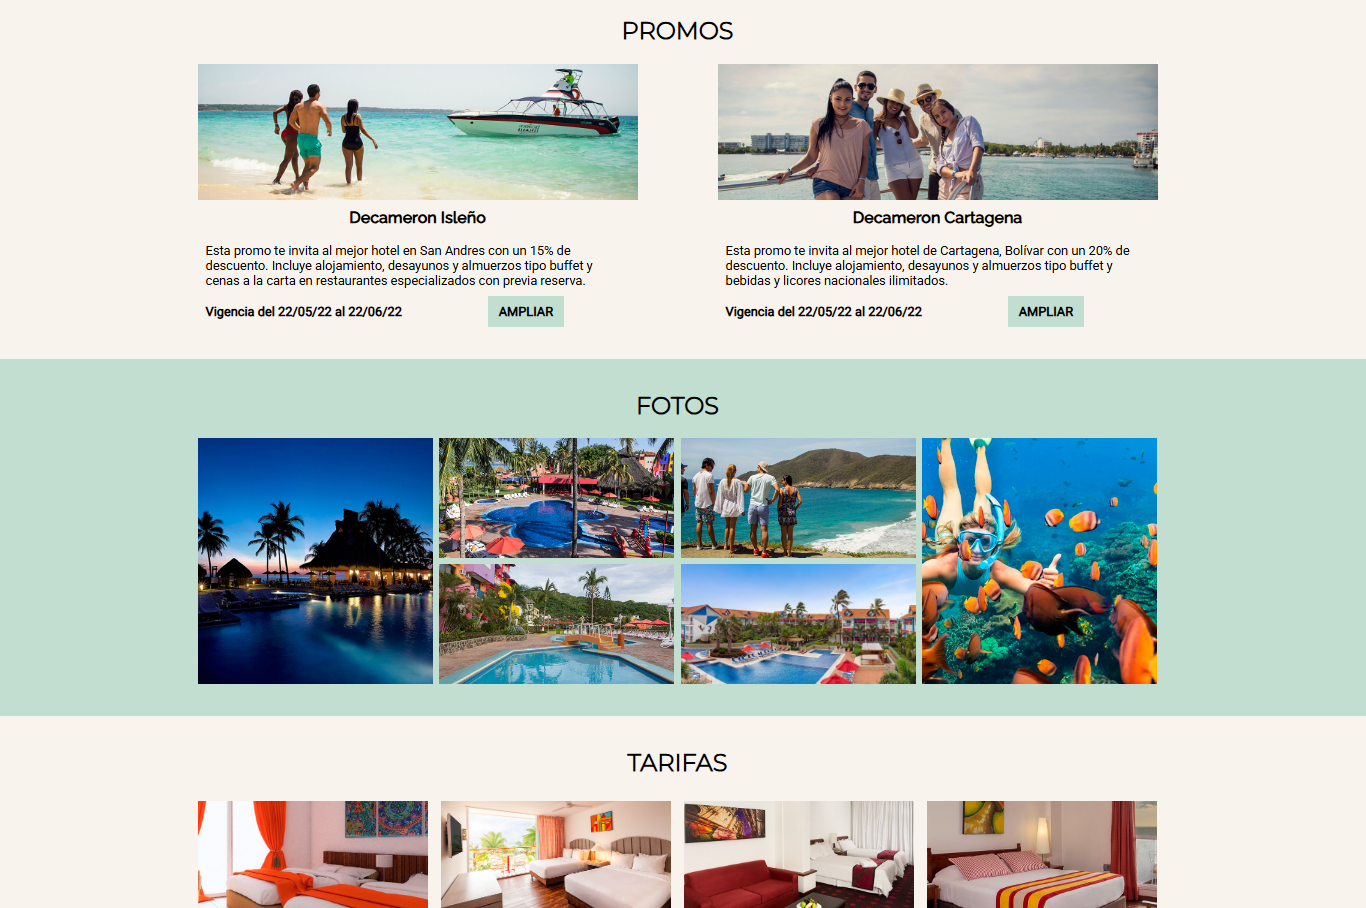 PROMOS
Decameron Isleño
Esta promo te invita al mejor hotel en San Andres con un 15% de
descuento. Incluye alojamiento, desayunos y almuerzos tipo buffet y
cenas a la carta en restaurantes especializados con previa reserva.
Vigencia del 22/05/22 al 22/06/22
AMPLIAR
Decameron Cartagena
Esta promo te invita al mejor hotel de Cartagena, Bolívar con un 20% de
descuento. Incluye alojamiento, desayunos y almuerzos tipo buffet y
bebidas y licores nacionales ilimitados.
Vigencia del 22/05/22 al 22/06/22
AMPLIAR
FOTOS
TARIFAS